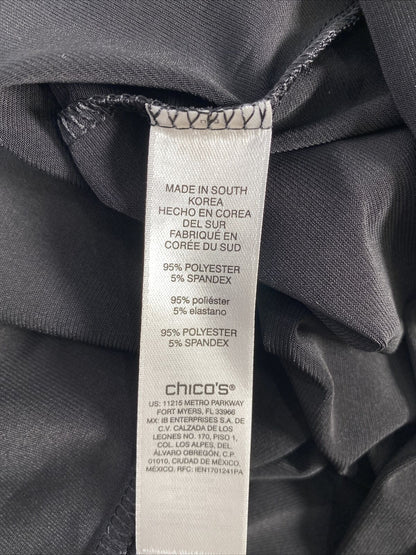 MADE IN SOUTH
KOREA
HECHO EN COREA
DEL SUR
FABRIQUÉ EN
CORÉE DU SUD
95% POLYESTER
5% SPANDEX
95% poliéster
5% elastano
95% POLYESTER
5% SPANDEX
chico's®
US: 11215 METRO PARKWAY
FORT MYERS, FL 33966
MX: IB ENTERPRISES S.A. DE
C.V. CALZADA DE LOS
LEONES NO. 170, PISO 1,
COL. LOS ALPES, DEL.
ÁLVARO OBREGÓN, C.P.
01010, CIUDAD DE MÉXICO,
MÉXICO. RFC: IEN1701241PA